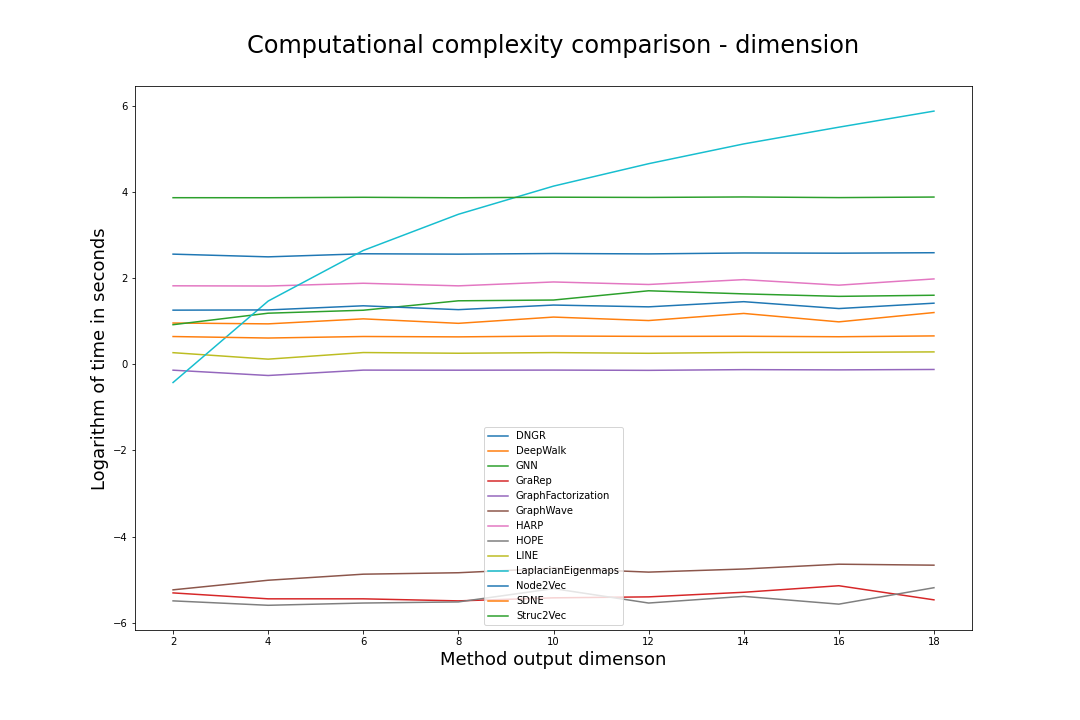 Computational complexity comparison - dimension
Logarithm of time in seconds
6
4
2
0
−2
−4
−6
DNGR
DeepWalk
GNN
GraRep
GraphFactorization
GraphWave
HARP
HOPE
LINE
LaplacianEigenmaps
Node2Vec
SDNE
Struc2Vec
2 4 6 8 10 12 14 16 18
Method output dimenson